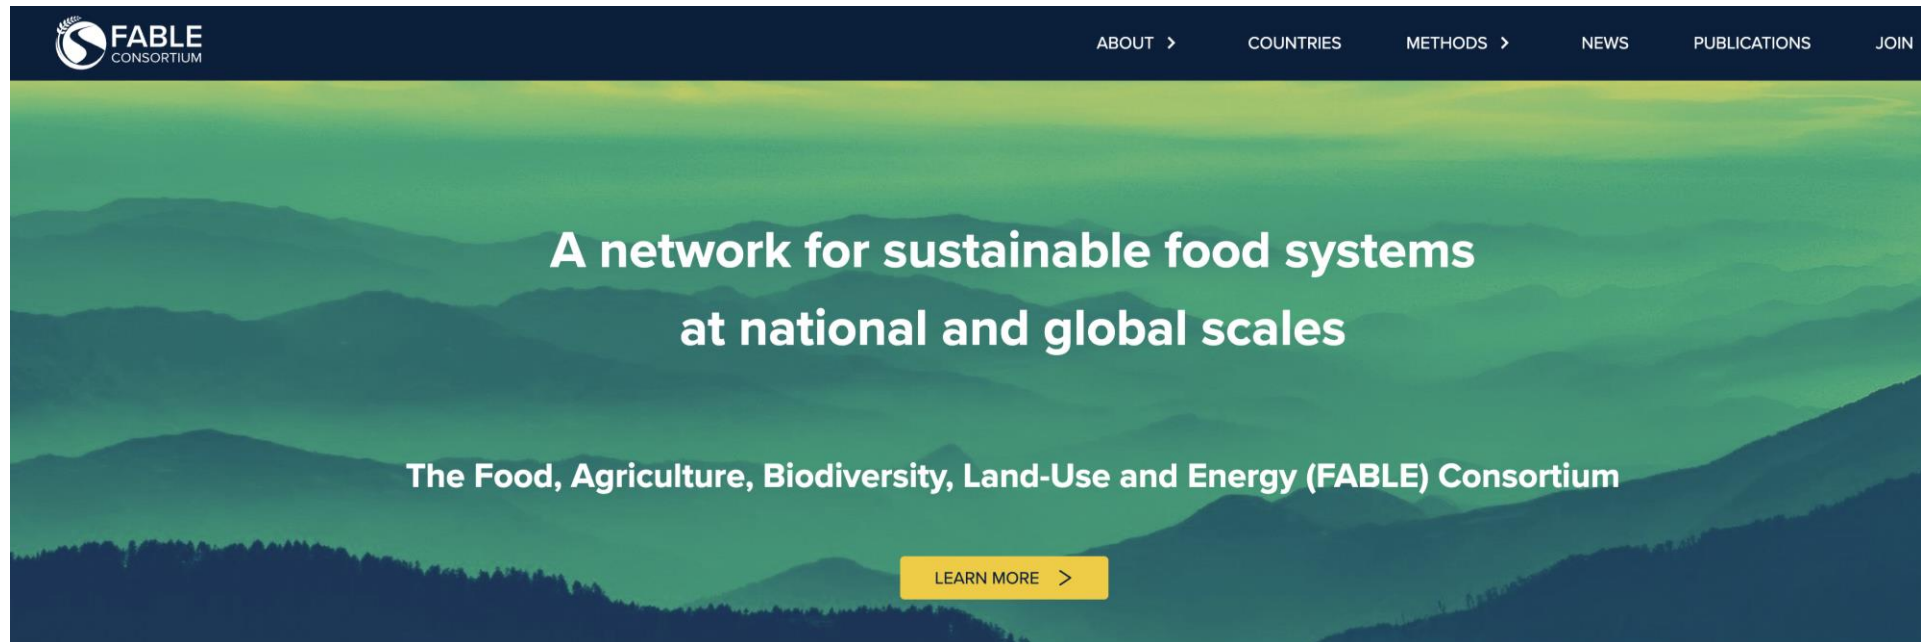 FABLE
CONSORTIUM
ABOUT
COUNTRIES
METHODS
NEWS
PUBLICATIONS
JOIN
A network for sustainable food systems
at national and global scales
The Food, Agriculture, Biodiversity, Land-Use and Energy (FABLE) Consortium
LEARN MORE